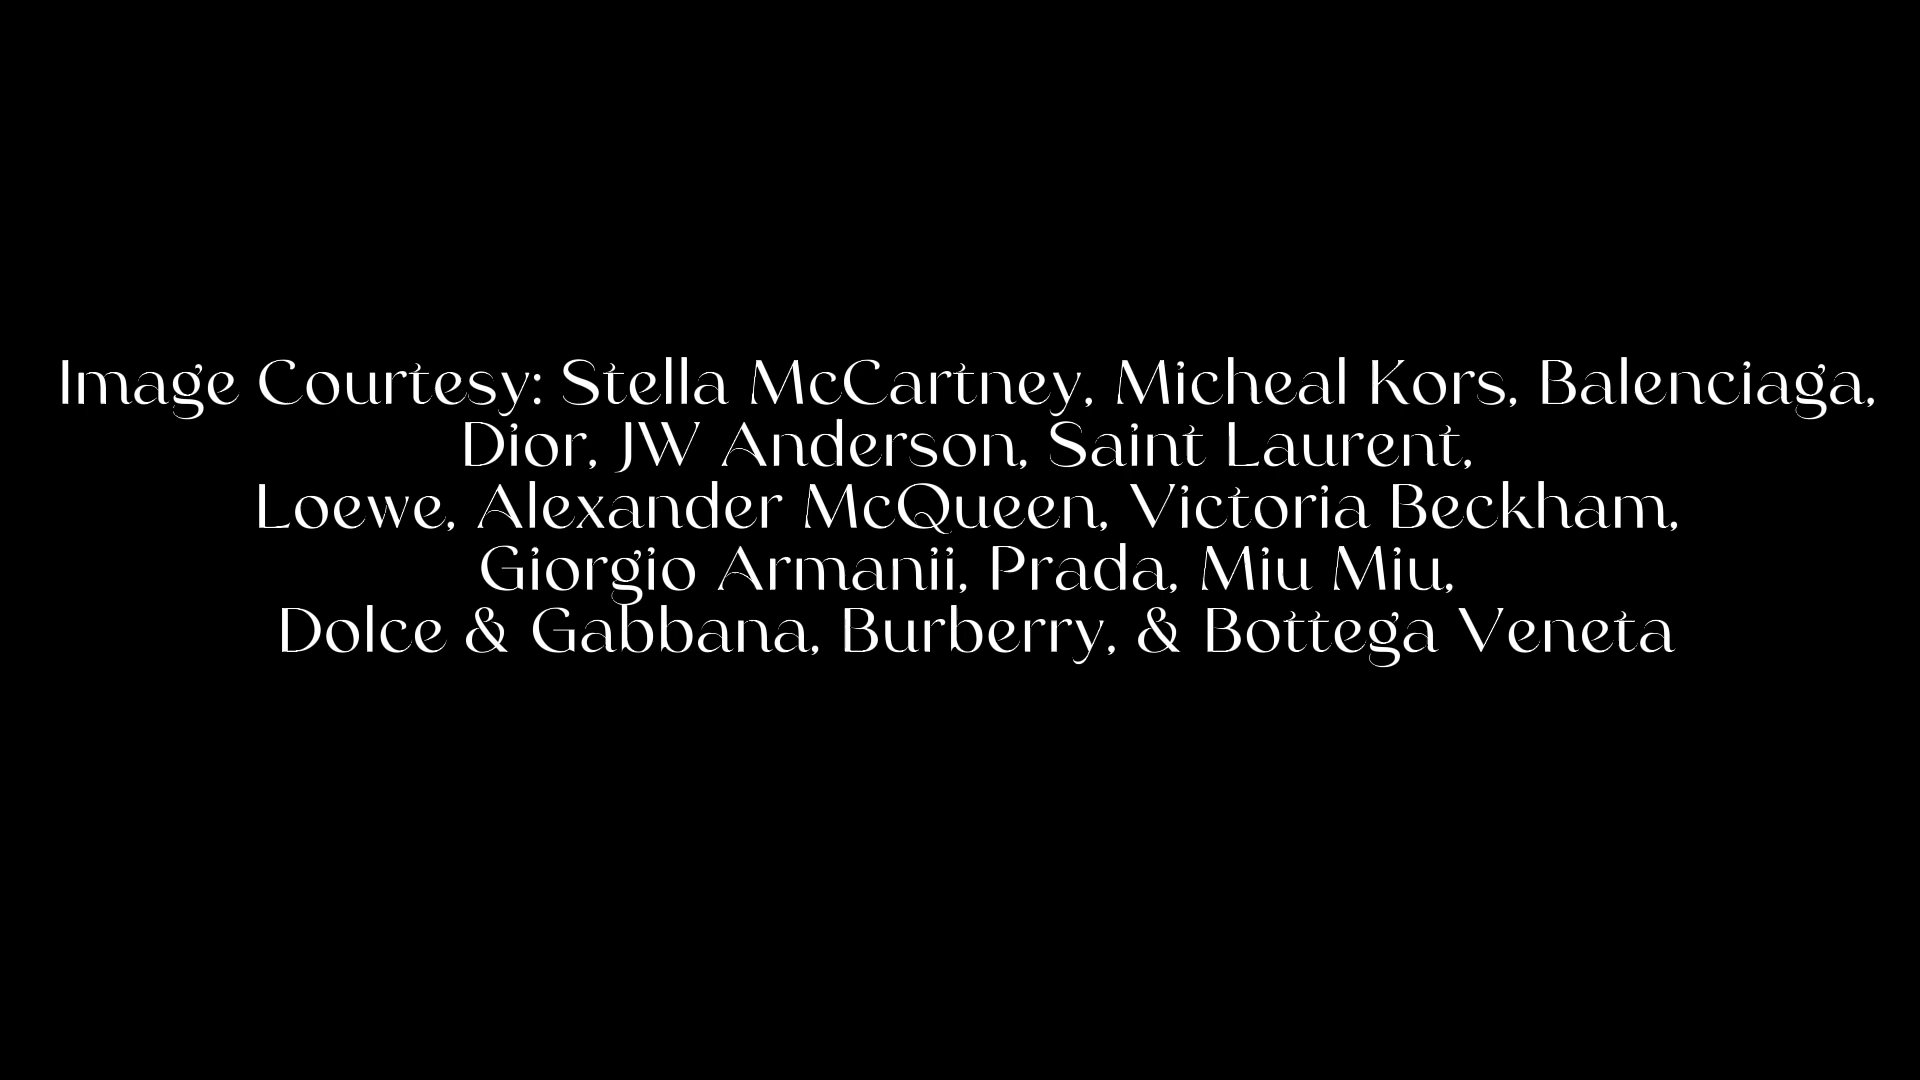 Image Courtesy: Stella McCartney, Micheal Kors, Balenciaga,
Dior, JW Anderson, Saint Laurent,
Loewe, Alexander McQueen, Victoria Beckham,
Giorgio Armanii, Prada, Miu Miu,
Dolce & Gabbana, Burberry, & Bottega Veneta